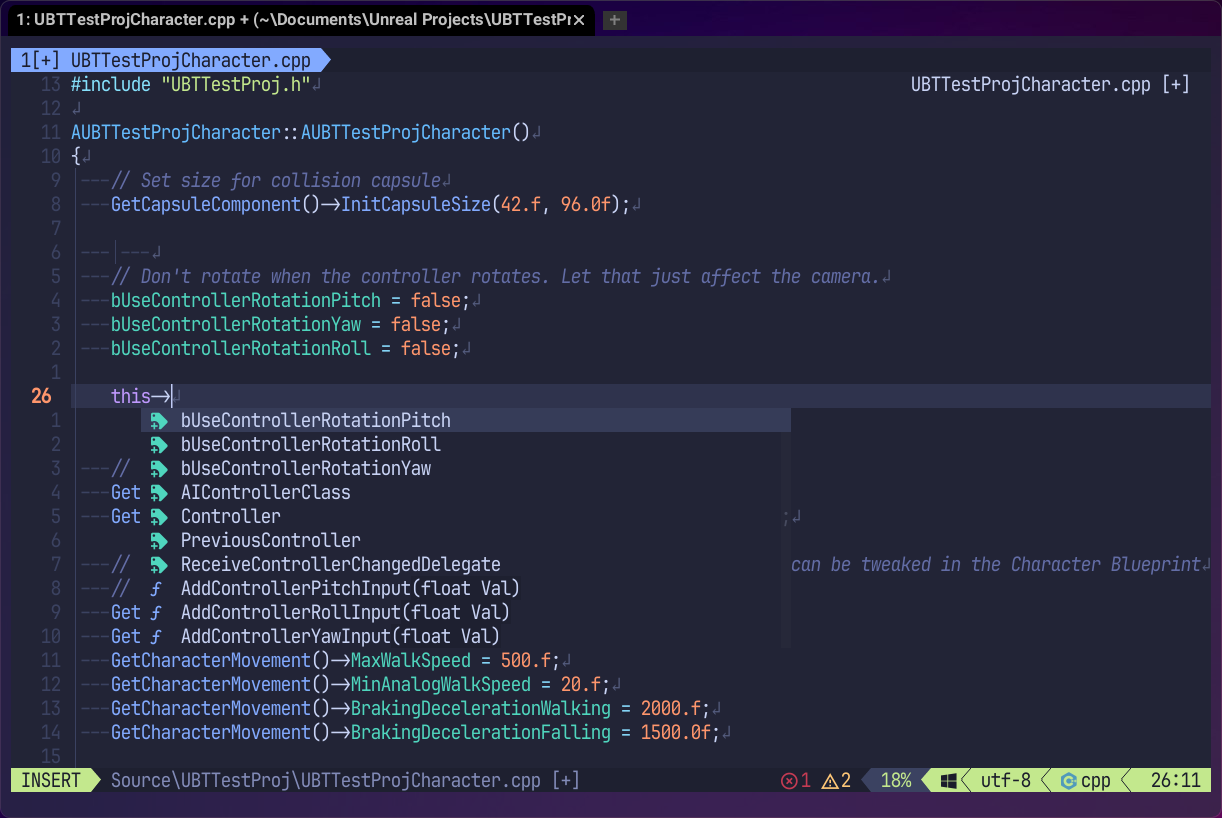 1: UBTTestProjCharacter.cpp + (~\Documents\Unreal Projects\UBTTestPr
1[+] UBTTestProjCharacter.cpp
13 #include "UBTTestProj.h"
UBTTestProjCharacter.cpp [+]
12
11 AUBTTestProjCharacter::AUBTTestProjCharacter()
10 {
9 // Set size for collision capsule
8 GetCapsuleComponent()->InitCapsuleSize(42.f, 96.0f);
7
6
5 // Don't rotate when the controller rotates. Let that just affect the camera.
4 bUseControllerRotationPitch = false;
3 bUseControllerRotationYaw = false;
2 bUseControllerRotationRoll = false;
1
26 this->
1 bUseControllerRotationPitch
2 bUseControllerRotationRoll
3 // bUseControllerRotationYaw
4 Get AIControllerClass
5 Get Controller ;
6 PreviousController
7 // ReceiveControllerChangedDelegate can be tweaked in the Character Blueprint
8 // f AddControllerPitchInput(float Val)
9 Get f AddControllerRollInput(float Val)
10 Get f AddControllerYawInput(float Val)
11 GetCharacterMovement()->MaxWalkSpeed = 500.f;
12 GetCharacterMovement()->MinAnalogWalkSpeed = 20.f;
13 GetCharacterMovement()->BrakingDecelerationWalking = 2000.f;
14 GetCharacterMovement()->BrakingDecelerationFalling = 1500.0f;
15
INSERT Source\UBTTestProj\UBTTestProjCharacter.cpp [+] 1 2 18% utf-8 cpp 26:11